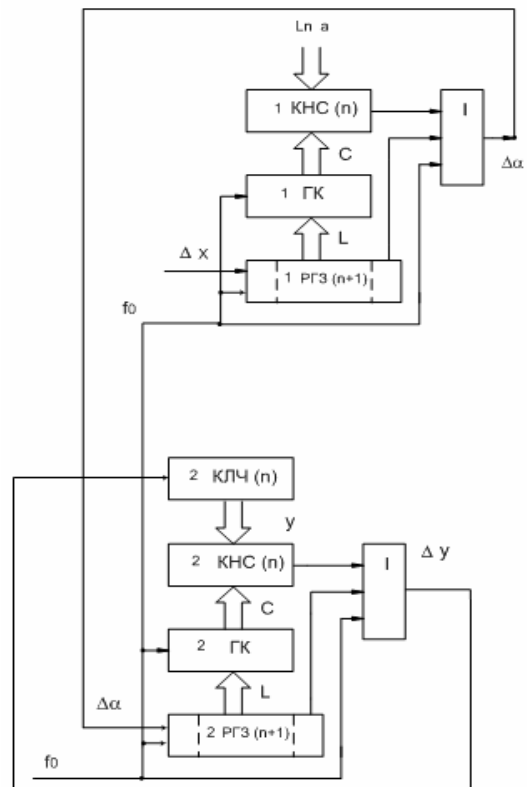 Ln a
1 КНС (n)
I
C
Δα
1 ГК
L
Δ x
1 РГЗ (n+1)
f0
2 КЛЧ (n)
y
2 КНС (n)
I
Δ y
C
2 ГК
L
Δα
2 РГЗ (n+1)
f0